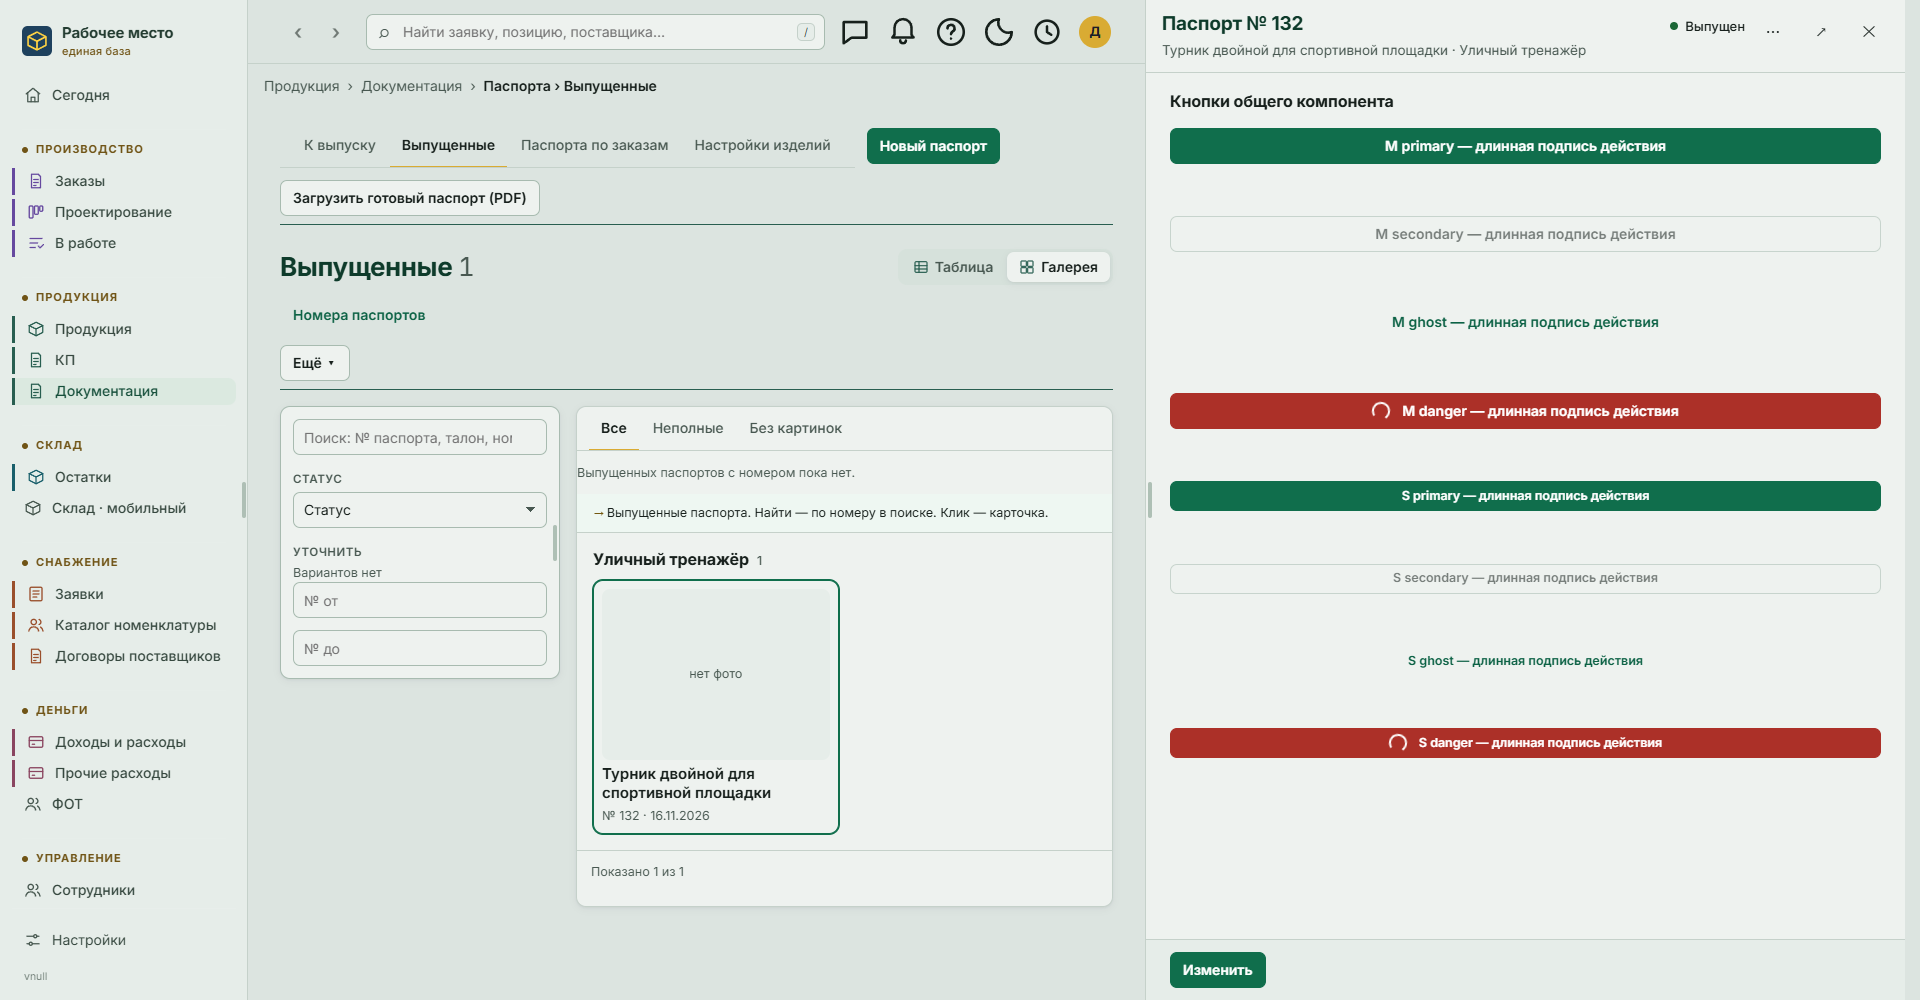 Рабочее место
единая база
Сегодня
ПРОИЗВОДСТВО
Заказы
Проектирование
В работе
ПРОДУКЦИЯ
Продукция
КП
Документация
СКЛАД
Остатки
Склад · мобильный
СНАБЖЕНИЕ
Заявки
Каталог номенклатуры
Договоры поставщиков
ДЕНЬГИ
Доходы и расходы
Прочие расходы
ФОТ
УПРАВЛЕНИЕ
Сотрудники
Настройки
vnull
Найти заявку, позицию, поставщика... /
Д
Продукция › Документация › Паспорта › Выпущенные
К выпуску Выпущенные Паспорта по заказам Настройки изделий Новый паспорт
Загрузить готовый паспорт (PDF)
Выпущенные 1
Таблица Галерея
Номера паспортов
Ещё
Поиск: № паспорта, талон, ног
СТАТУС
Статус
УТОЧНИТЬ
Вариантов нет
№ от
№ до
Все Неполные Без картинок
Выпущенных паспортов с номером пока нет.
→ Выпущенные паспорта. Найти — по номеру в поиске. Клик — карточка.
Уличный тренажёр 1
нет фото
Турник двойной для
спортивной площадки
№ 132 · 16.11.2026
Показано 1 из 1
Паспорт № 132
Турник двойной для спортивной площадки · Уличный тренажёр
Выпущен ...
Кнопки общего компонента
M primary — длинная подпись действия
M secondary — длинная подпись действия
M ghost — длинная подпись действия
M danger — длинная подпись действия
S primary — длинная подпись действия
S secondary — длинная подпись действия
S ghost — длинная подпись действия
S danger — длинная подпись действия
Изменить